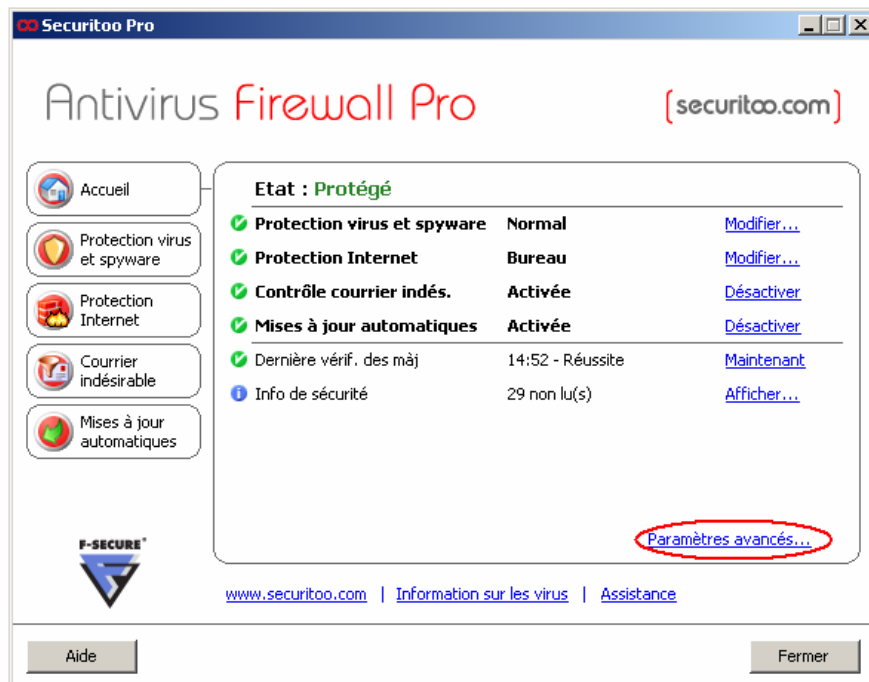 Securitoo Pro
Antivirus Firewall Pro
[securitoo.com]
Accueil
Protection virus
et spyware
Protection
Internet
Courrier
indésirable
Mises à jour
automatiques
F-SECURE®
Etat : Protégé
Protection virus et spyware Normal Modifier...
Protection Internet Bureau Modifier...
Contrôle courrier indés. Activée Désactiver
Mises à jour automatiques Activée Désactiver
Dernière vérif. des màj 14:52 - Réussite Maintenant
Info de sécurité 29 non lu(s) Afficher...
Paramètres avancés...
www.securitoo.com | Information sur les virus | Assistance
Aide Fermer